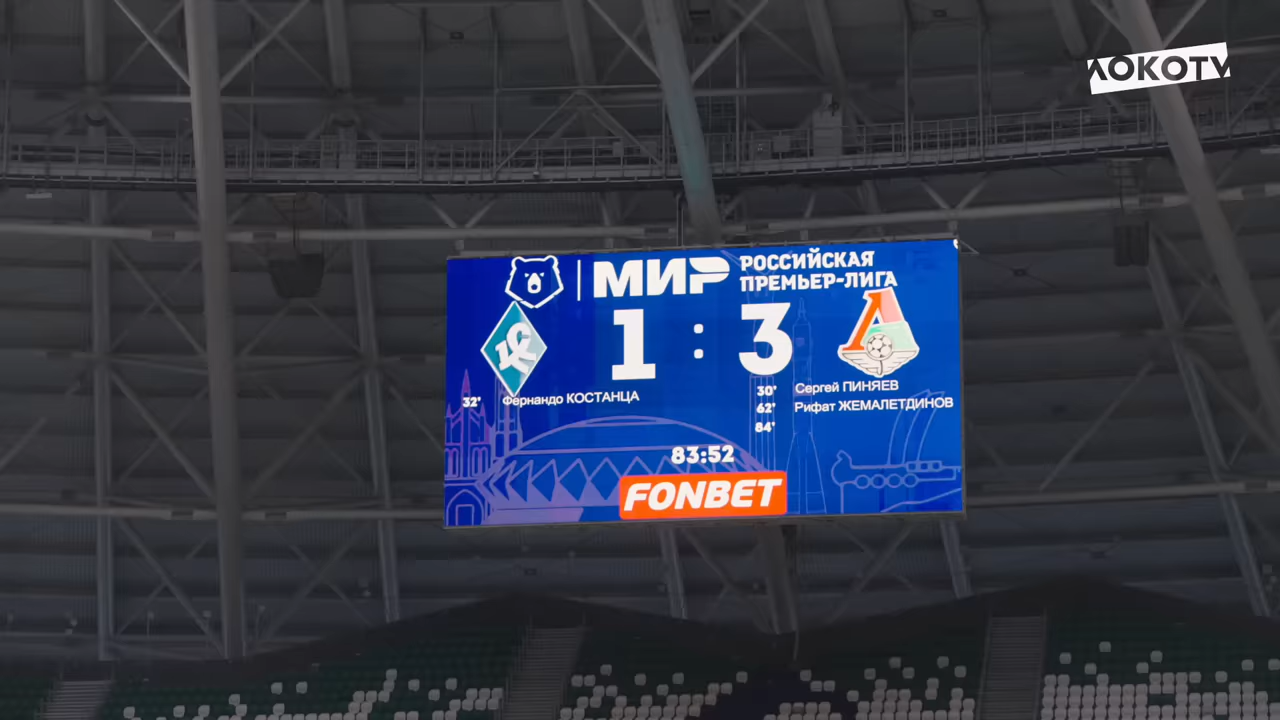 ЛОКОTV
МИР РОССИЙСКАЯ
ПРЕМЬЕР-ЛИГА
1 : 3
32' Фернандо КОСТАНЦА
30' Сергей ПИНЯЕВ
62' Рифат ЖЕМАЛЕТДИНОВ
84'
83:52
FONBET